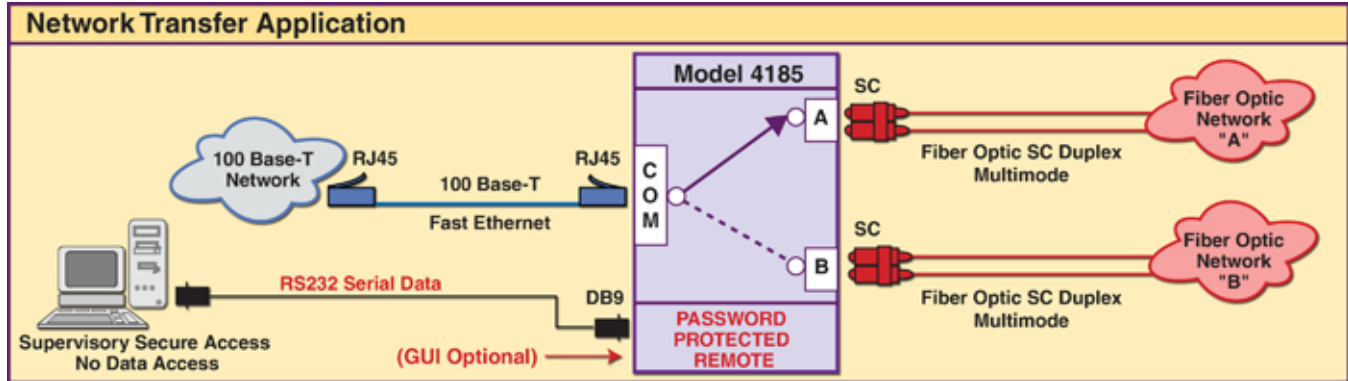 Network Transfer Application
Model 4185
100 Base-T
Network
RJ45
100 Base-T
Fast Ethernet
RJ45
C
O
M
A
B
SC
Fiber Optic SC Duplex
Multimode
Fiber Optic
Network
"A"
SC
Fiber Optic SC Duplex
Multimode
Fiber Optic
Network
"B"
RS232 Serial Data
DB9
Supervisory Secure Access
No Data Access
(GUI Optional)
PASSWORD
PROTECTED
REMOTE